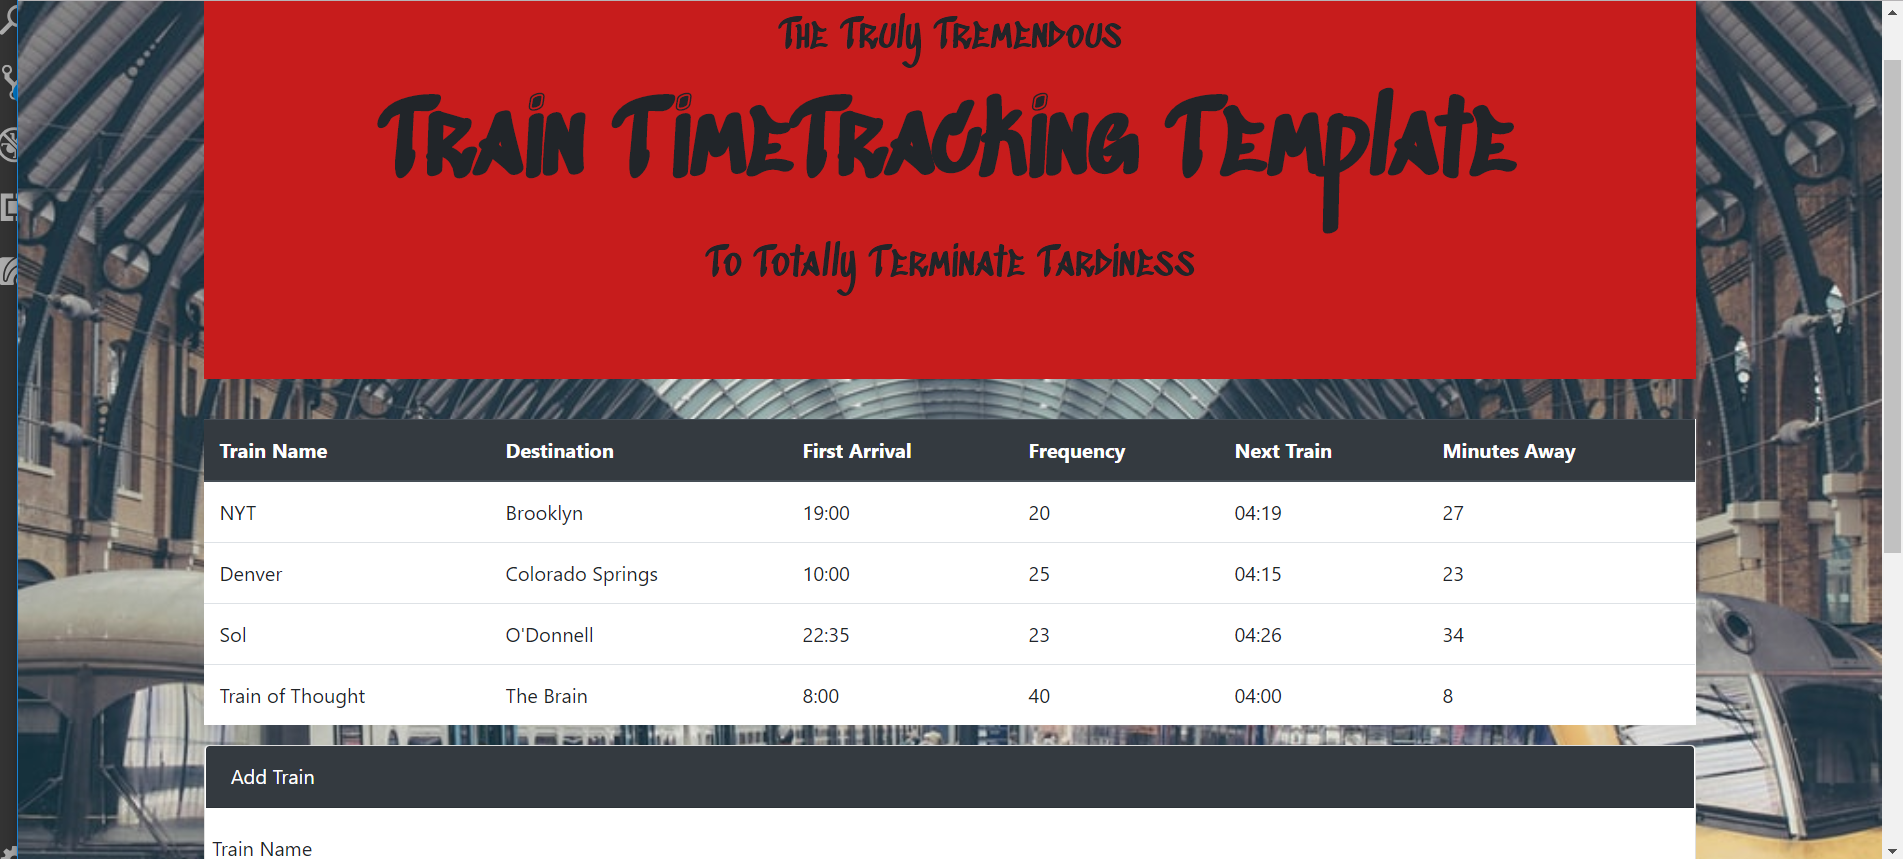 The Truly Tremendous
Train TimeTracking Template
To Totally Terminate Tardiness
Train Name Destination First Arrival Frequency Next Train Minutes Away
NYT Brooklyn 19:00 20 04:19 27
Denver Colorado Springs 10:00 25 04:15 23
Sol O'Donnell 22:35 23 04:26 34
Train of Thought The Brain 8:00 40 04:00 8
Add Train
Train Name